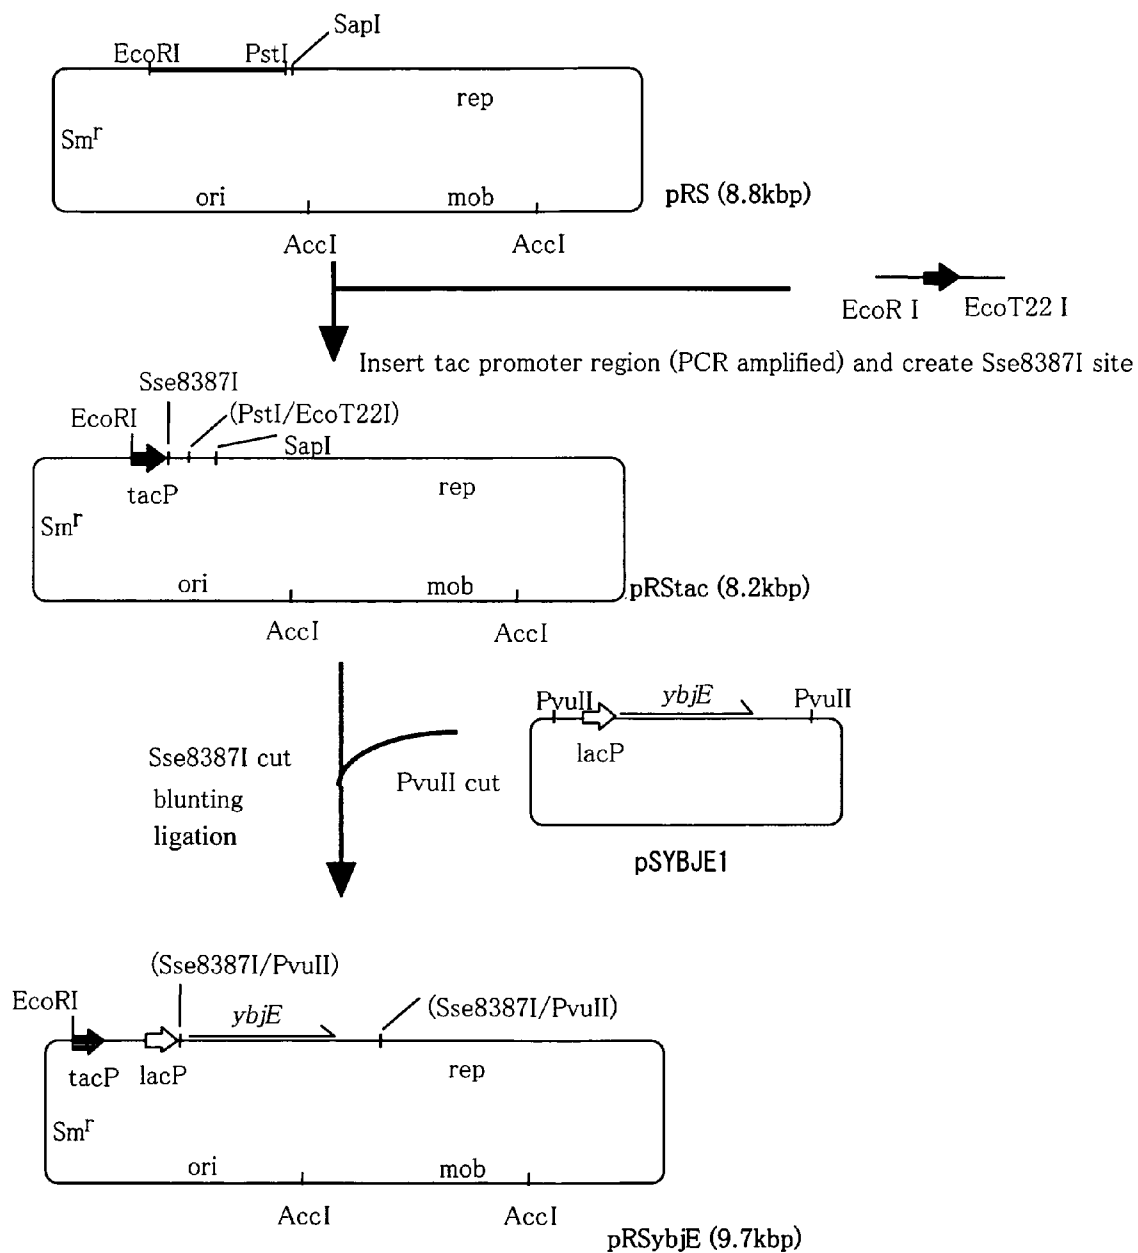 SapI
EcoRI
PstI
rep
Smr
ori
mob
pRS (8.8kbp)
AccI
AccI
EcoR I
EcoT22 I
Insert tac promoter region (PCR amplified) and create Sse8387I site
Sse8387I
EcoRI
(PstI/EcoT22I)
SapI
tacP
rep
Smr
ori
mob
pRStac (8.2kbp)
AccI
AccI
PvuII
ybjE
PvuII
lacP
Sse8387I cut
blunting
ligation
PvuII cut
pSYBJE1
(Sse8387I/PvuII)
EcoRI
ybjE
(Sse8387I/PvuII)
tacP
lacP
rep
Smr
ori
mob
AccI
AccI
pRSybjE (9.7kbp)